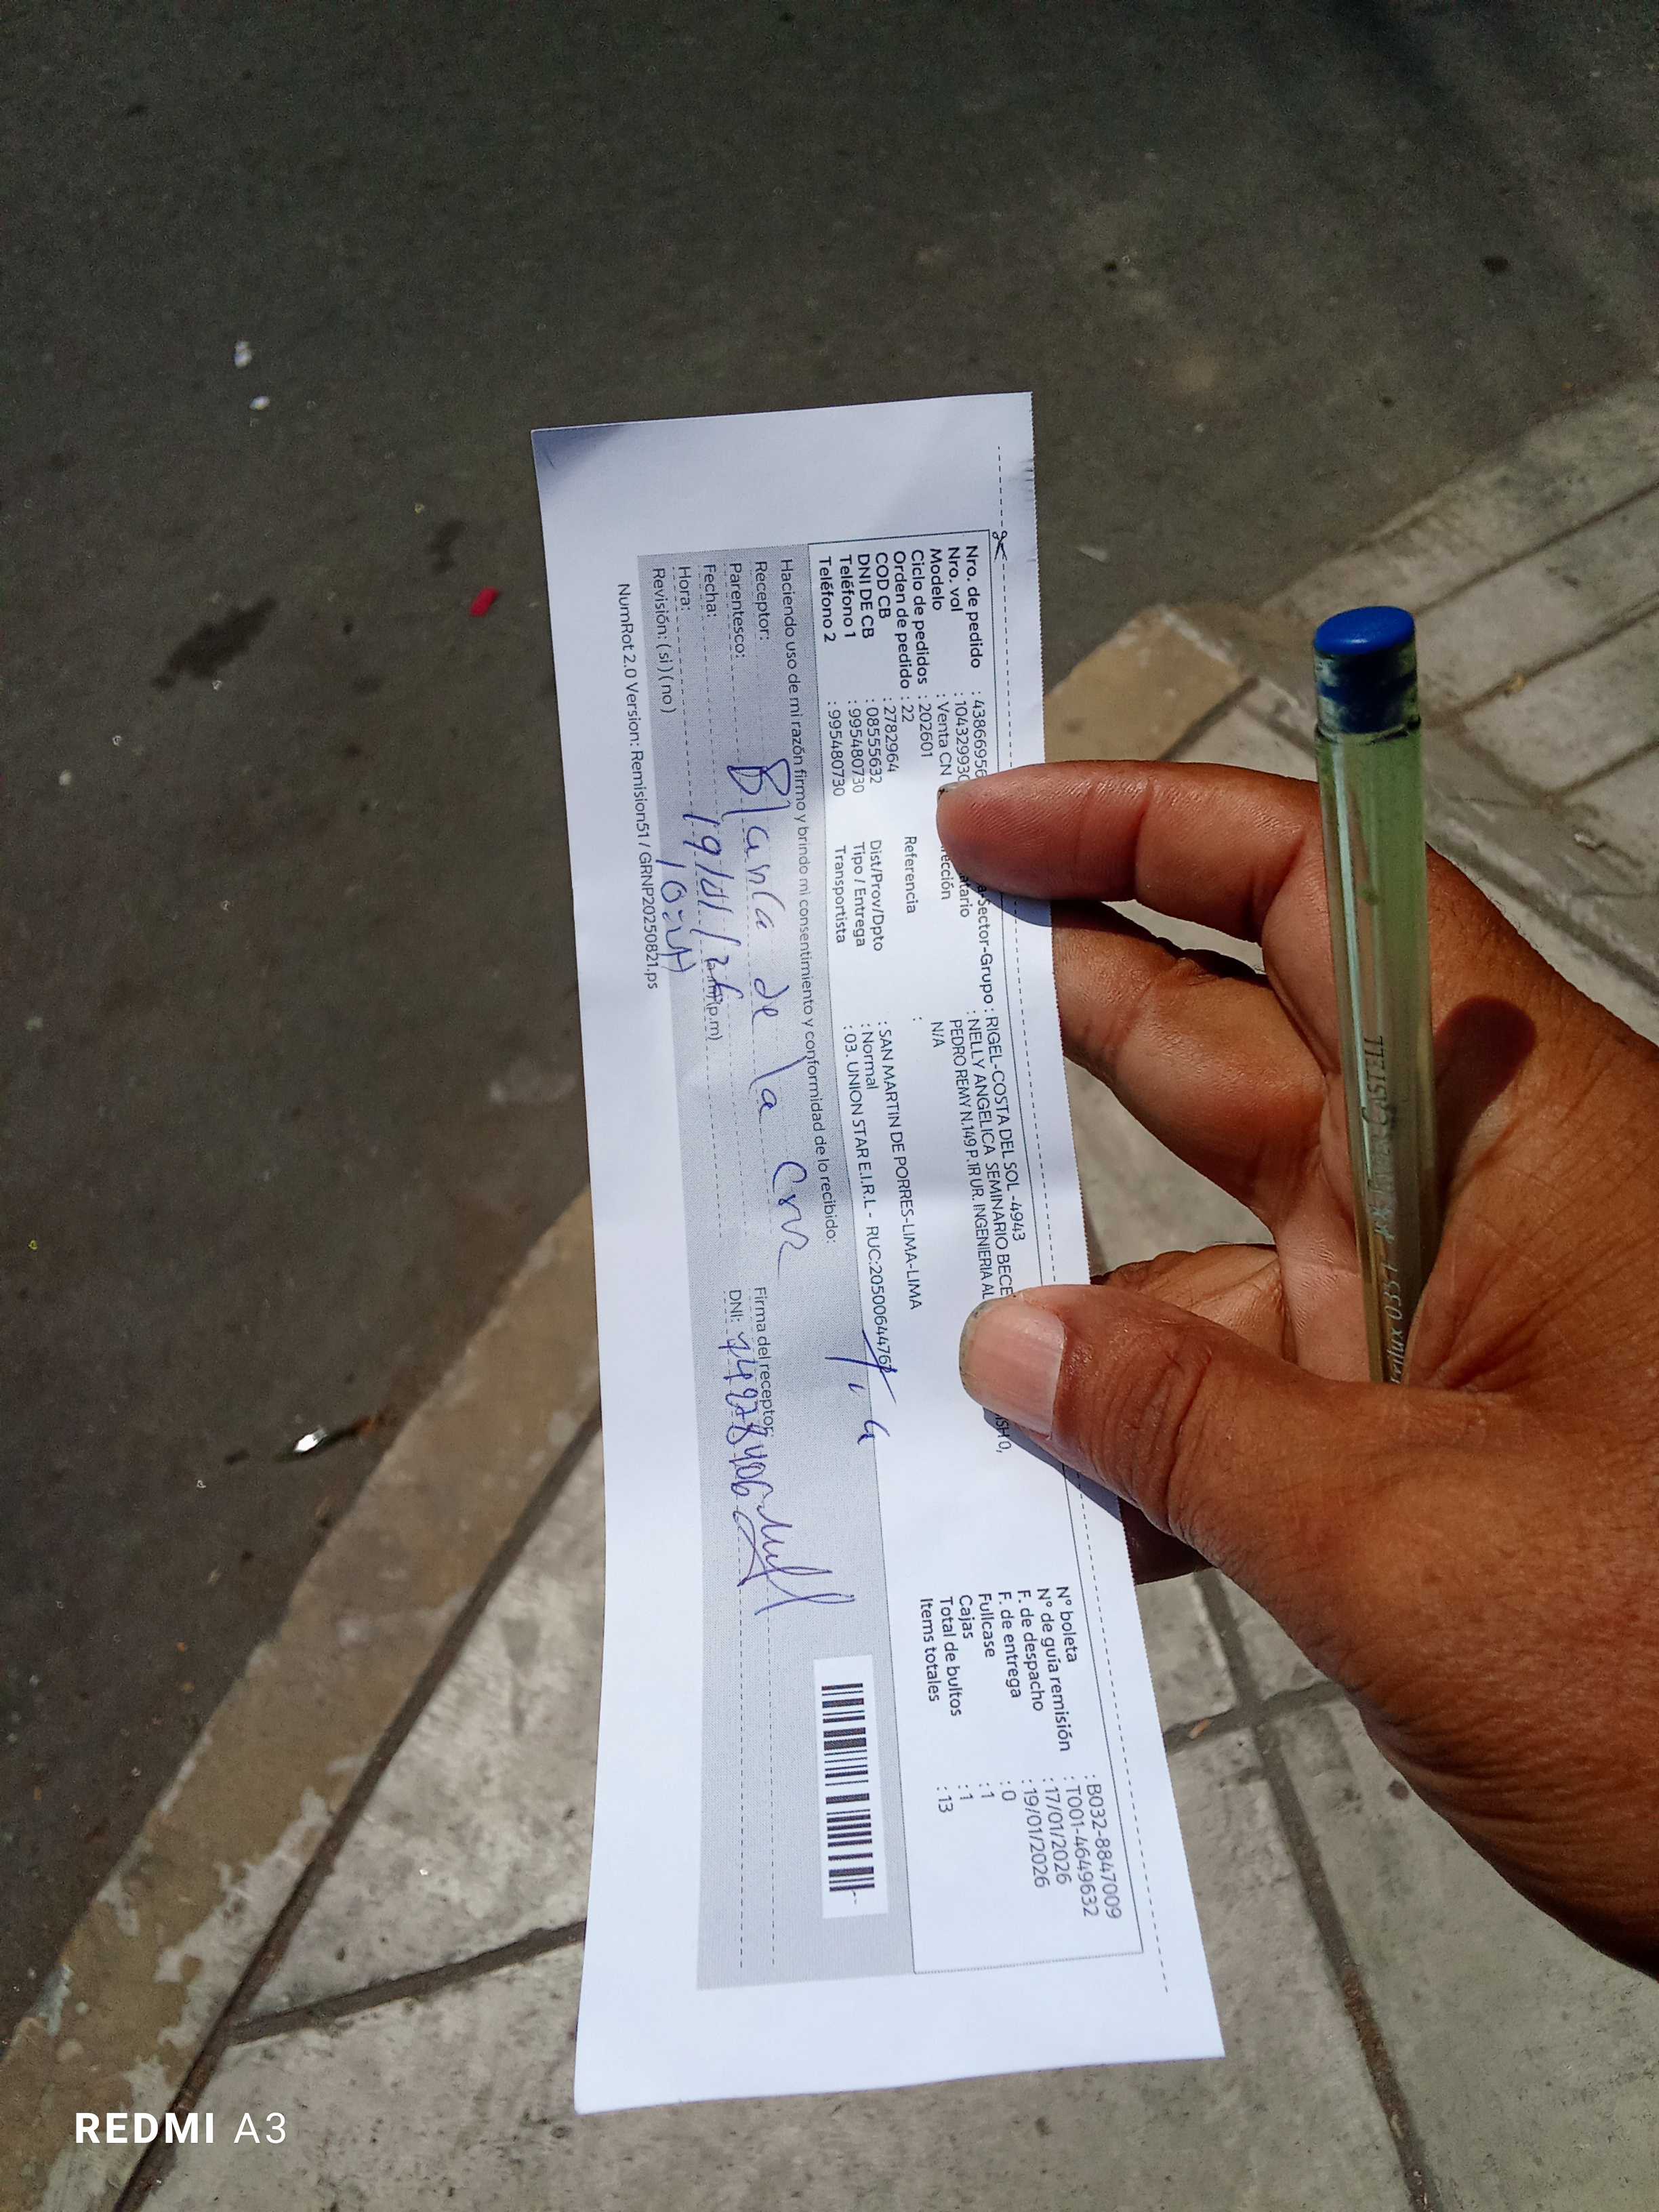 Nro. de pedido : 43866956
Nro. vol : 10432993
Modelo : Venta CN
Ciclo de pedidos : 202601
Orden de pedido : 22
COD CB : 2782964
DNI DE CB : 08555632
Teléfono 1 : 995480730
Teléfono 2 : 995480730
-Sector-Grupo : RIGEL-COSTA DEL SOL -4943
atario : NELLY ANGELICA SEMINARIO BECE
ección PEDRO REMY N.149 P.1R UR. INGENIERIA AL
N/A
Referencia :
Dist/Prov/Dpto : SAN MARTIN DE PORRES-LIMA-LIMA
Tipo / Entrega : Normal
Transportista : 03. UNION STAR E.I.R.L - RUC:2050064476
N° boleta : B032-8847009
N° de guía remisión : T001-4649632
F. de despacho : 17/01/2026
F. de entrega : 19/01/2026
Fullcase : 0
Cajas : 1
Total de bultos : 1
Items totales : 13
Haciendo uso de mi razón firmo y brindo mi consentimiento y conformidad de lo recibido:
Receptor: Blanca de la Cruz
Parentesco: Tia
Fecha: 19/01/26
Hora: (p.m)
Revisión: ( si ) ( no )
Firma del receptor:
DNI:
NumRot 2.0 Version: Remision51 / GRNP20250821.ps
REDMI A3